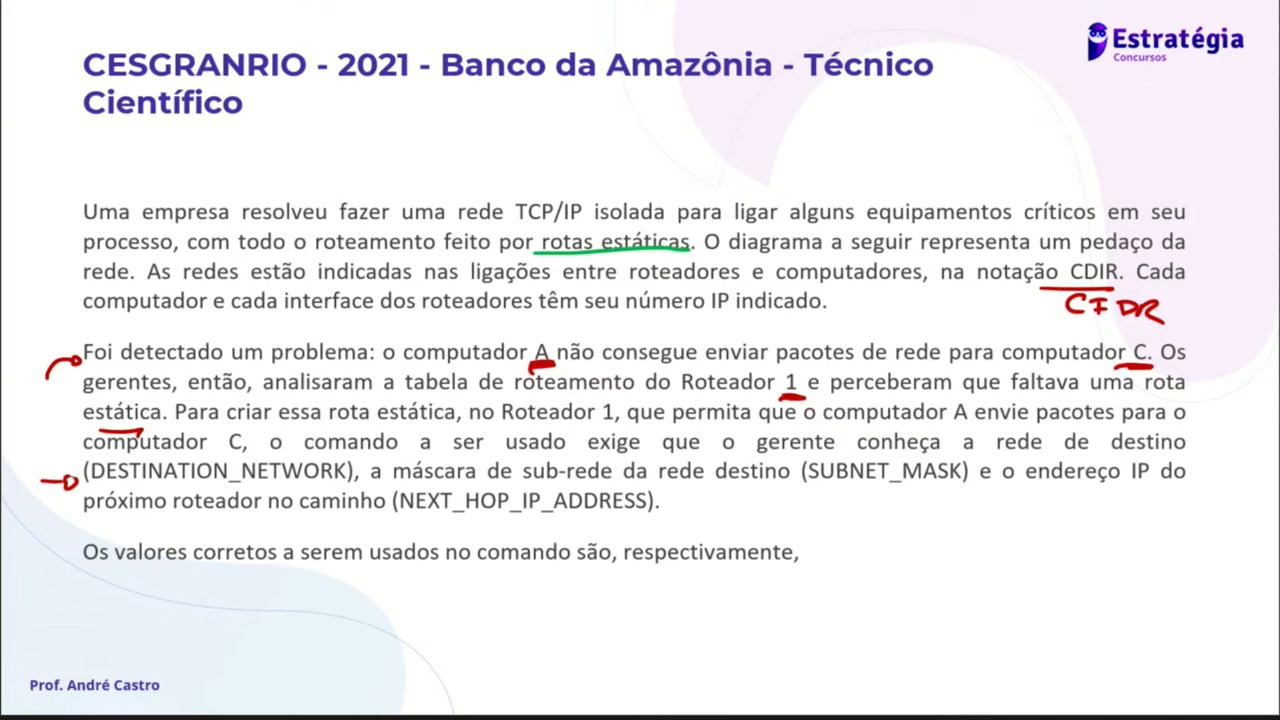 Estratégia
Concursos
CESGRANRIO - 2021 - Banco da Amazônia - Técnico
Científico
Uma empresa resolveu fazer uma rede TCP/IP isolada para ligar alguns equipamentos críticos em seu
processo, com todo o roteamento feito por rotas estáticas. O diagrama a seguir representa um pedaço da
rede. As redes estão indicadas nas ligações entre roteadores e computadores, na notação CDIR. Cada
computador e cada interface dos roteadores têm seu número IP indicado.
CIDR
Foi detectado um problema: o computador A não consegue enviar pacotes de rede para computador C. Os
gerentes, então, analisaram a tabela de roteamento do Roteador 1 e perceberam que faltava uma rota
estática. Para criar essa rota estática, no Roteador 1, que permita que o computador A envie pacotes para o
computador C, o comando a ser usado exige que o gerente conheça a rede de destino
(DESTINATION_NETWORK), a máscara de sub-rede da rede destino (SUBNET_MASK) e o endereço IP do
próximo roteador no caminho (NEXT_HOP_IP_ADDRESS).
Os valores corretos a serem usados no comando são, respectivamente,
Prof. André Castro